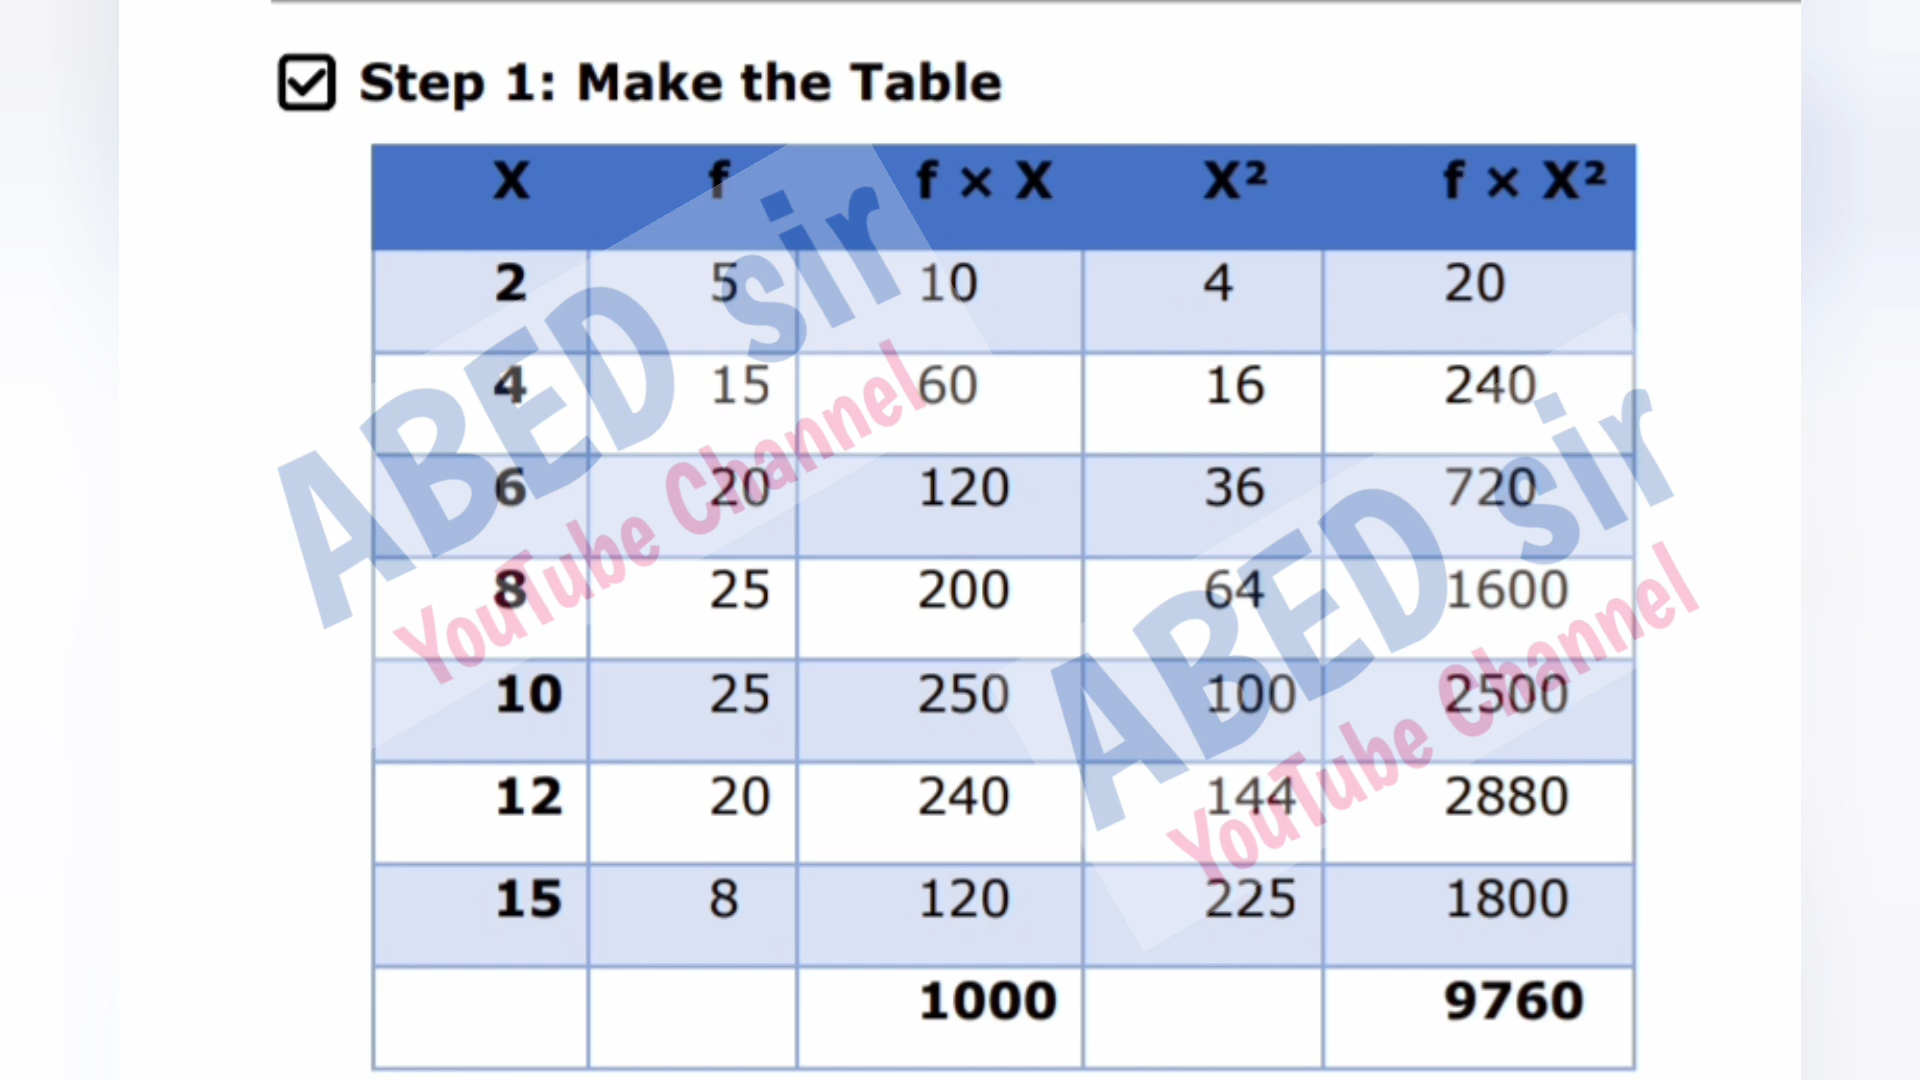 Step 1: Make the Table
X f f × X X² f × X²
2 5 10 4 20
4 15 60 16 240
6 20 120 36 720
8 25 200 64 1600
10 25 250 100 2500
12 20 240 144 2880
15 8 120 225 1800
1000 9760
ABED sir
YouTube Channel
ABED sir
YouTube Channel